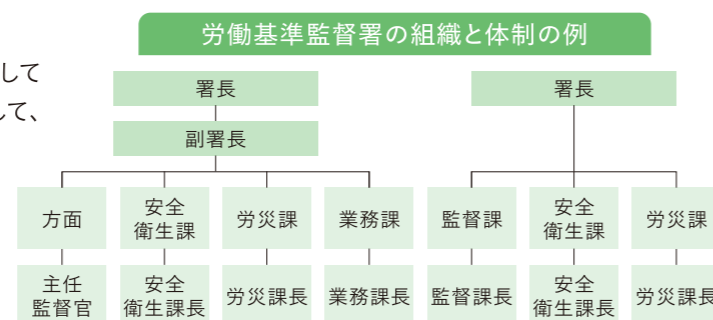 労働基準監督署の組織と体制の例
して
して、
署長
署長
副署長
方面
安全
衛生課
労災課
業務課
監督課
安全
衛生課
労災課
主任
監督官
安全
衛生課長
労災課長
業務課長
監督課長
安全
衛生課長
労災課長